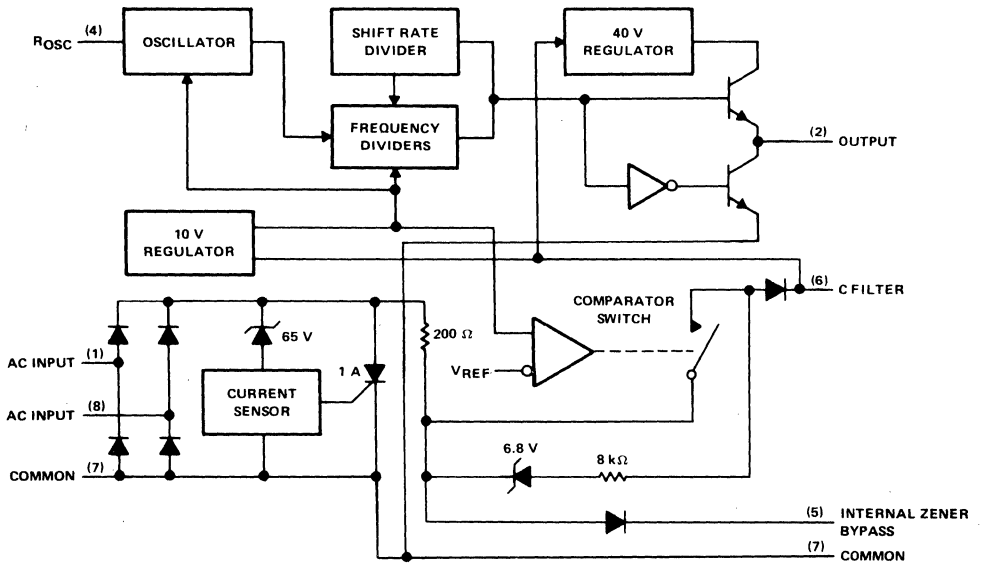 ROSC (4)
OSCILLATOR
SHIFT RATE
DIVIDER
40 V
REGULATOR
FREQUENCY
DIVIDERS
(2) OUTPUT
10 V
REGULATOR
(6) C FILTER
COMPARATOR
SWITCH
65 V
200 Ω
VREF
AC INPUT (1)
1 A
CURRENT
SENSOR
AC INPUT (8)
6.8 V
8 kΩ
COMMON (7)
(5) INTERNAL ZENER
BYPASS
(7) COMMON